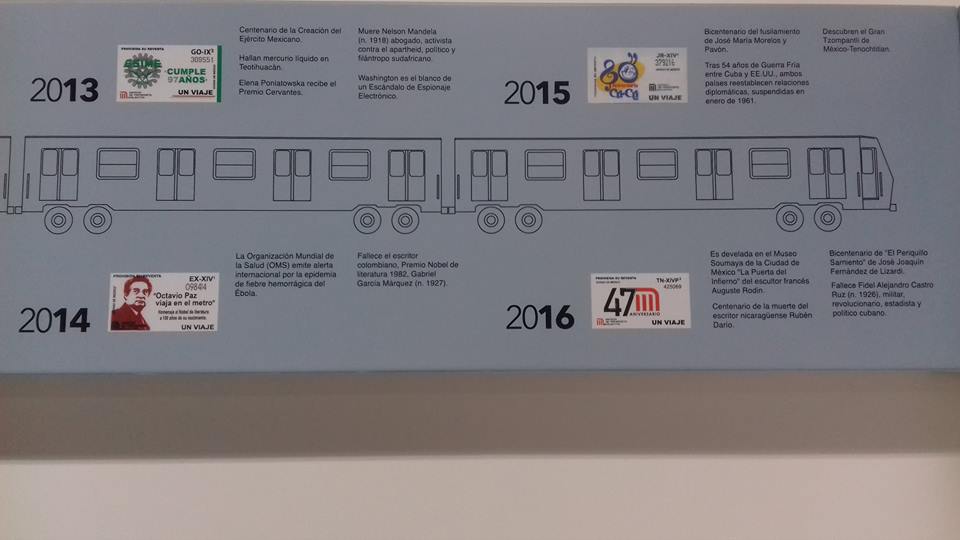 2013
PROHIBIDA SU REVENTA
GO-IX³
309551
ESIME
CUMPLE
97AÑOS
UN VIAJE
Centenario de la Creación del
Ejército Mexicano.
Hallan mercurio líquido en
Teotihuacán.
Elena Poniatowska recibe el
Premio Cervantes.
Muere Nelson Mandela
(n. 1918) abogado, activista
contra el apartheid, político y
filántropo sudafricano.
Washington es el blanco de
un Escándalo de Espionaje
Electrónico.
2015
JR-XIV¹
379216
80
UN VIAJE
Bicentenario del fusilamiento
de José María Morelos y
Pavón.
Tras 54 años de Guerra Fría
entre Cuba y EE.UU., ambos
países reestablecen relaciones
diplomáticas, suspendidas en
enero de 1961.
Descubren el Gran
Tzompantli de
México-Tenochtitlan.
2014
PROHIBIDA SU REVENTA
EX-XIV¹
098414
"Octavio Paz
viaja en el metro"
Homenaje al Nobel de literatura
a 100 años de su nacimiento.
UN VIAJE
La Organización Mundial de
la Salud (OMS) emite alerta
internacional por la epidemia
de fiebre hemorrágica del
Ébola.
Fallece el escritor
colombiano, Premio Nobel de
literatura 1982, Gabriel
García Márquez (n. 1927).
2016
PROHIBIDA SU REVENTA
TN-XIVP³
425069
47
ANIVERSARIO
UN VIAJE
Es develada en el Museo
Soumaya de la Ciudad de
México "La Puerta del
Infierno" del escultor francés
Auguste Rodin.
Centenario de la muerte del
escritor nicaragüense Rubén
Darío.
Bicentenario de "El Periquillo
Sarniento" de José Joaquín
Fernández de Lizardi.
Fallece Fidel Alejandro Castro
Ruz (n. 1926), militar,
revolucionario, estadista y
político cubano.